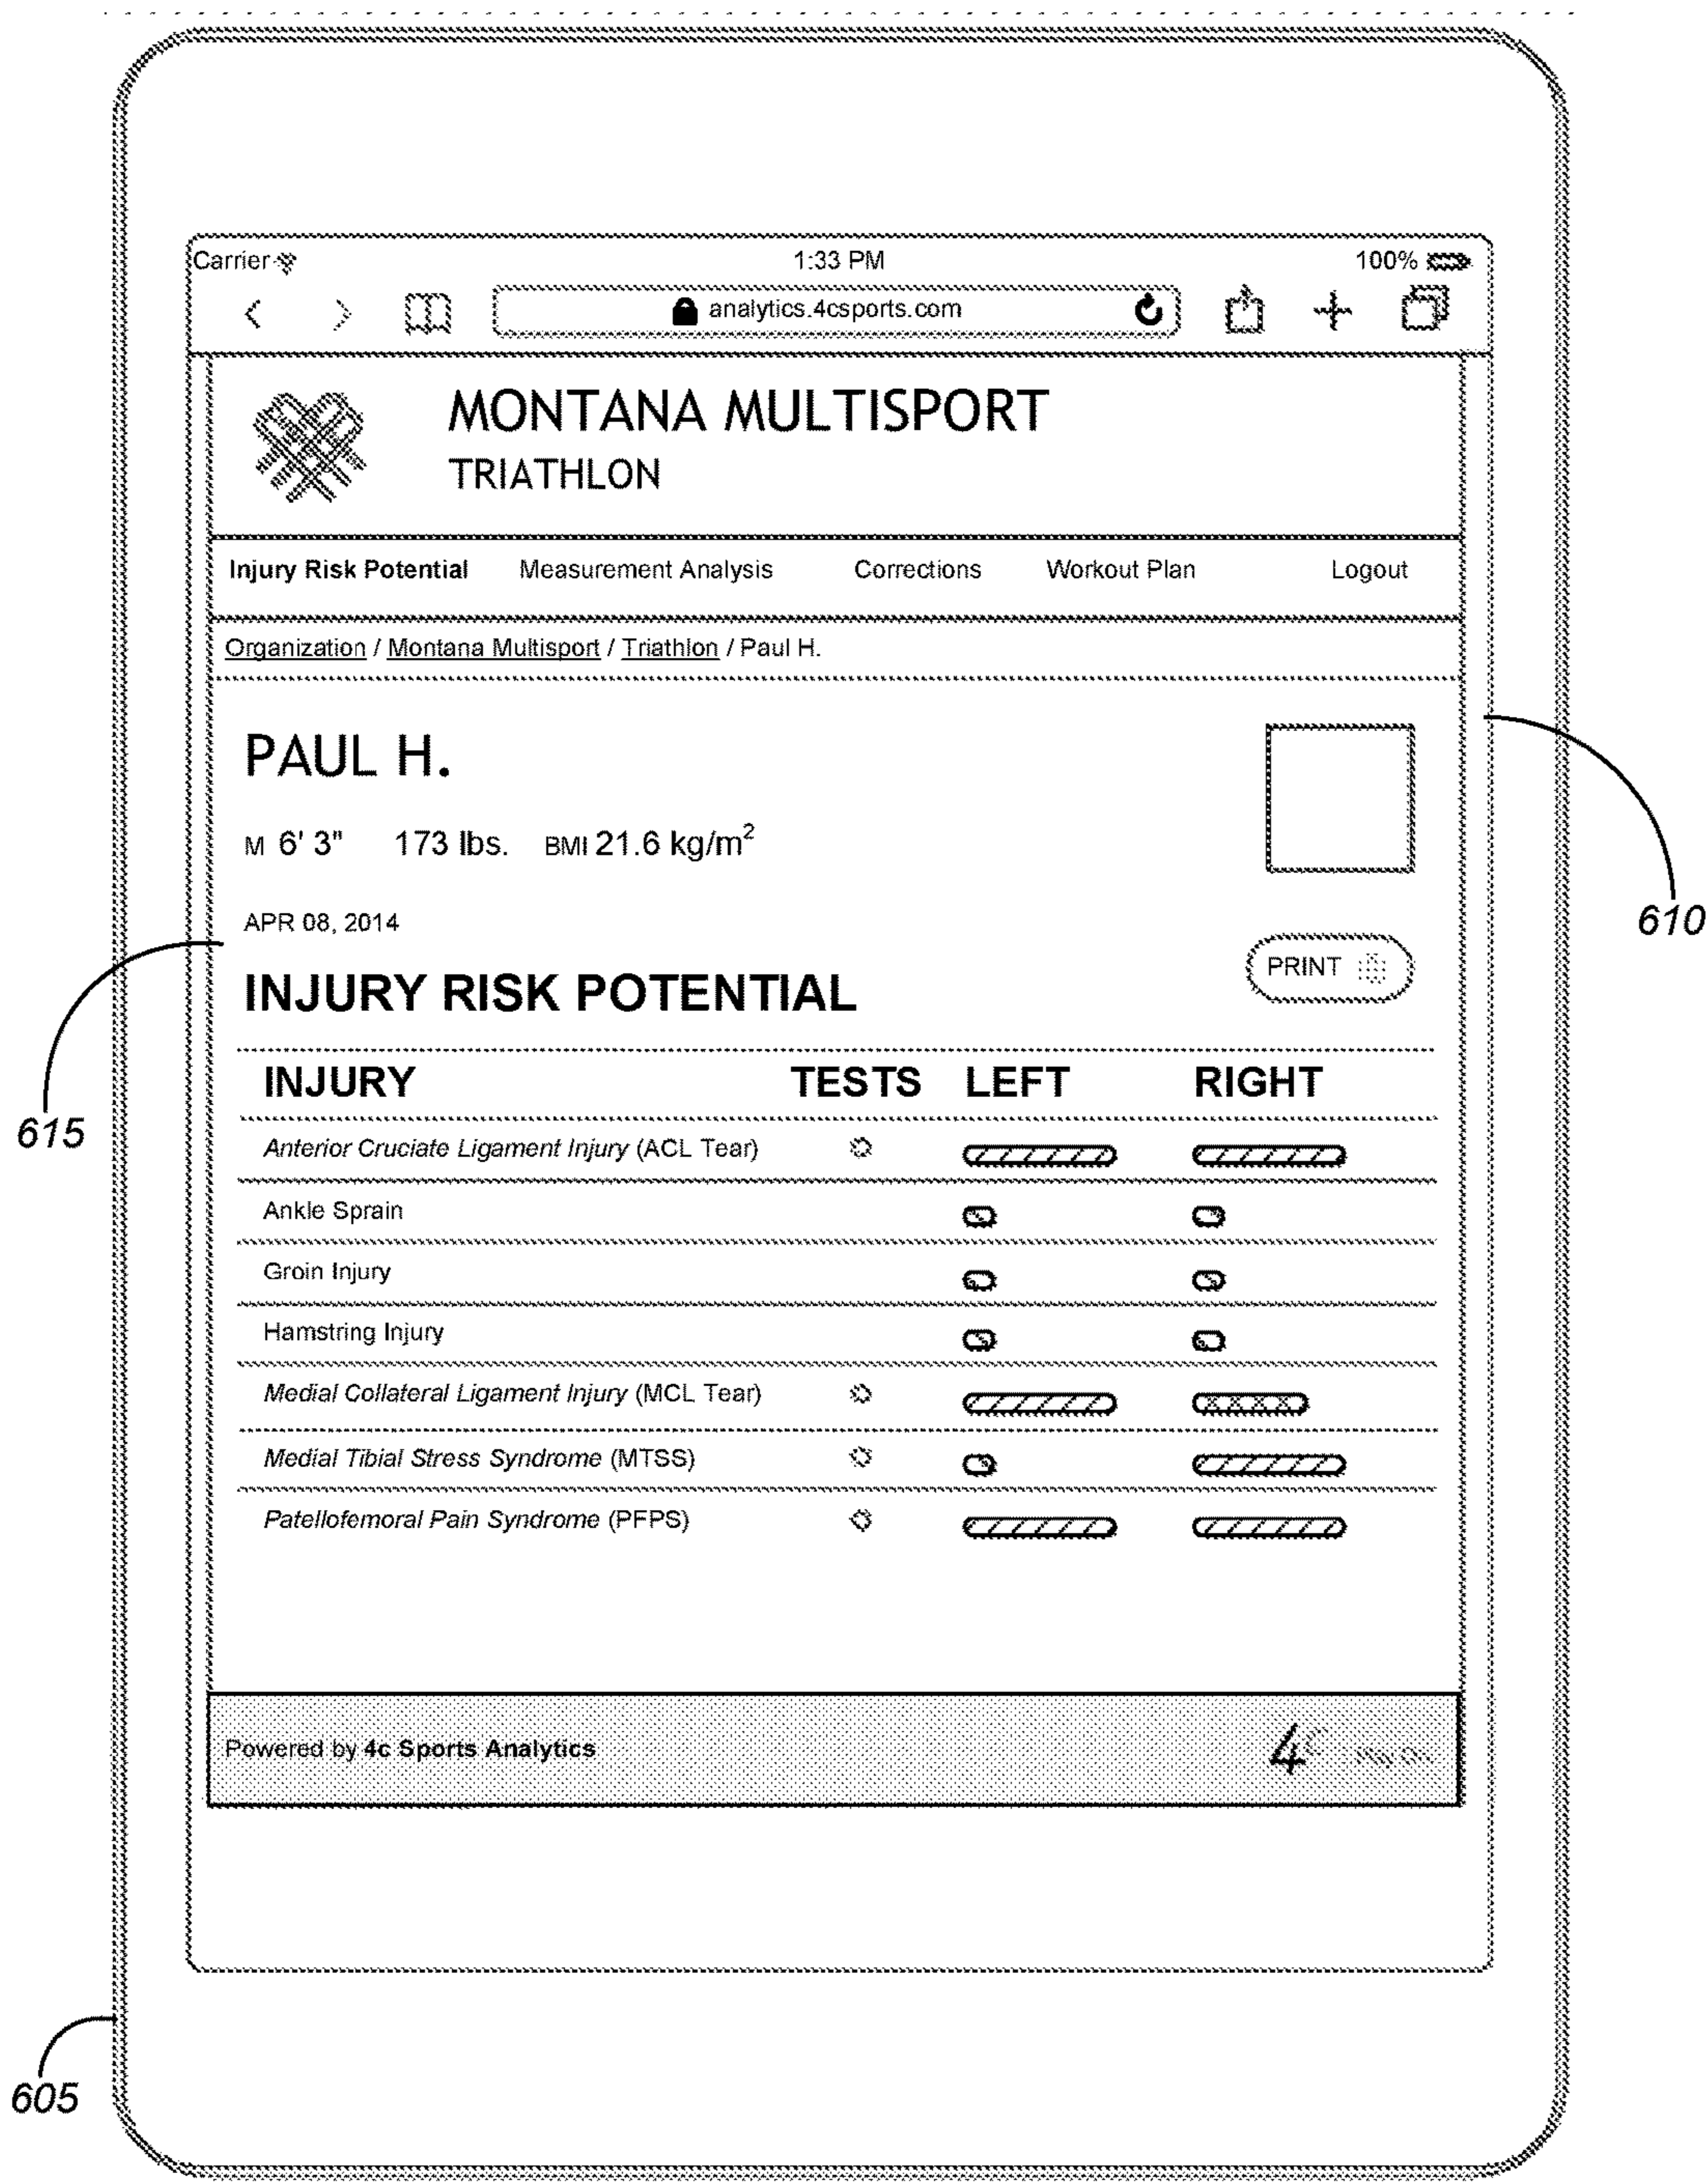 Carrier 1:33 PM 100%
analytics.4csports.com
MONTANA MULTISPORT
TRIATHLON
Injury Risk Potential Measurement Analysis Corrections Workout Plan Logout
Organization / Montana Multisport / Triathlon / Paul H.
PAUL H.
M 6' 3" 173 lbs. BMI 21.6 kg/m²
610
APR 08, 2014
PRINT
INJURY RISK POTENTIAL
INJURY TESTS LEFT RIGHT
615
Anterior Cruciate Ligament Injury (ACL Tear)
Ankle Sprain
Groin Injury
Hamstring Injury
Medial Collateral Ligament Injury (MCL Tear)
Medial Tibial Stress Syndrome (MTSS)
Patellofemoral Pain Syndrome (PFPS)
Powered by 4c Sports Analytics 4c
605